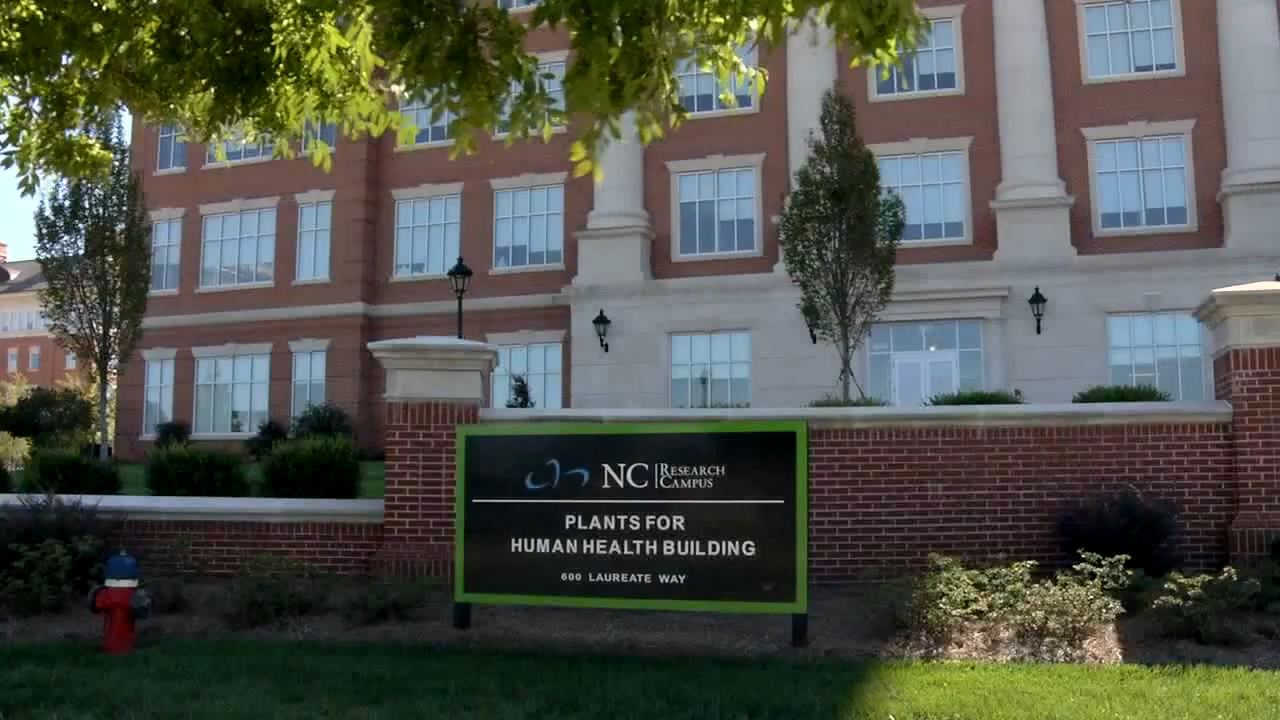 NC RESEARCH
CAMPUS
PLANTS FOR
HUMAN HEALTH BUILDING
600 LAUREATE WAY